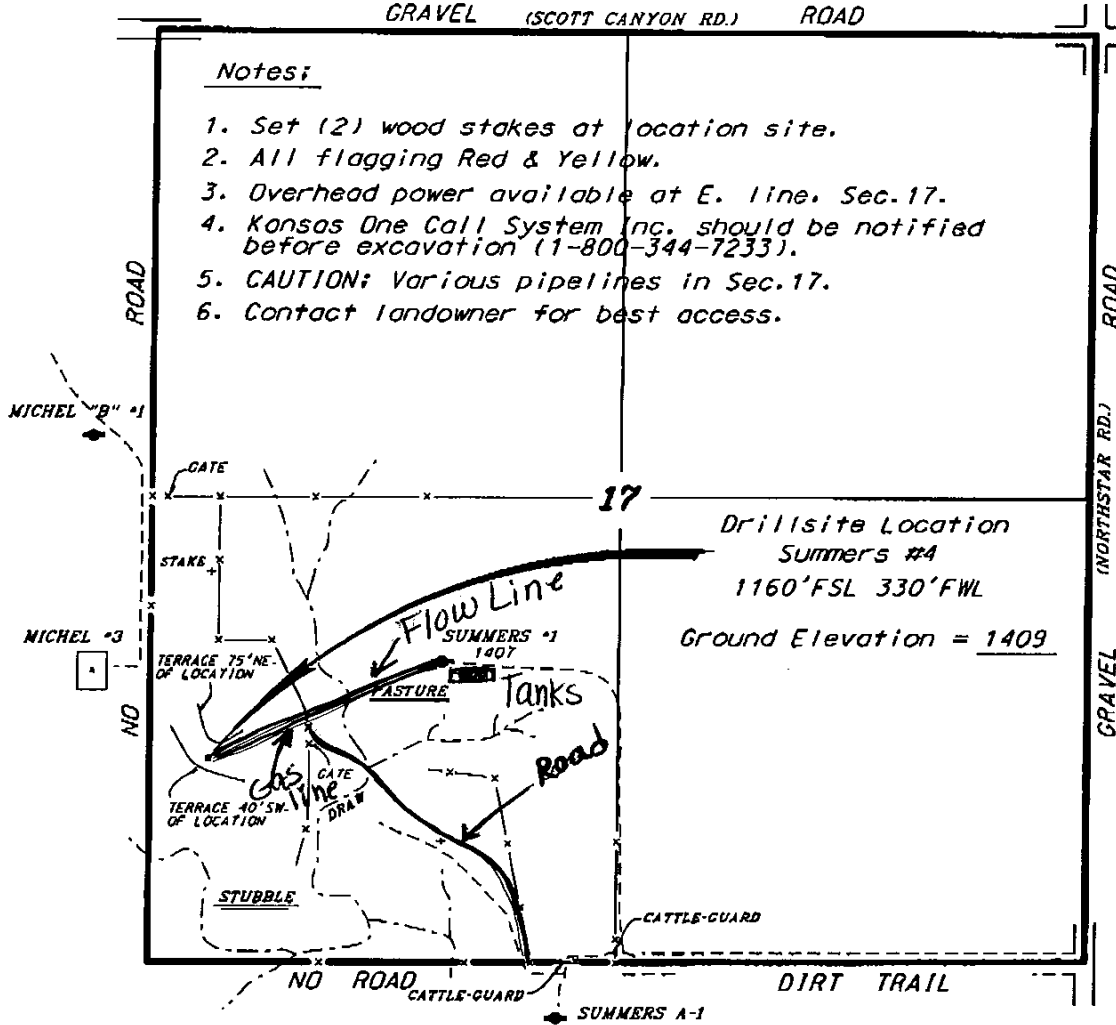 GRAVEL (SCOTT CANYON RD.) ROAD
Notes:
1. Set (2) wood stakes at location site.
2. All flagging Red & Yellow.
3. Overhead power available at E. line. Sec. 17.
4. Kansas One Call System Inc. should be notified
before excavation (1-800-344-7233).
5. CAUTION: Various pipelines in Sec. 17.
6. Contact landowner for best access.
ROAD
ROAD
MICHEL "B" #1
(NORTHSTAR RD.)
GATE
17
Drillsite Location
Summers #4
1160'FSL 330'FWL
Ground Elevation = 1409
STAKE
Flow Line
SUMMERS #1
1407
MICHEL #3
TERRACE 75'NE-
OF LOCATION
PASTURE
Tanks
NO
GRAVEL
Road
Gas
line
GATE
DRAW
TERRACE 40'SW-
OF LOCATION
STUBBLE
CATTLE-GUARD
NO ROAD
CATTLE-GUARD
DIRT TRAIL
SUMMERS A-1